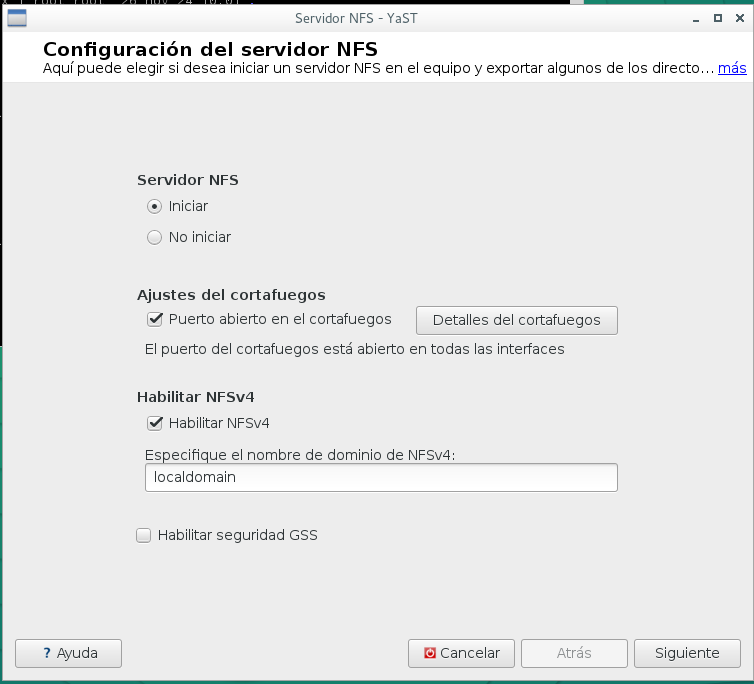 Servidor NFS - YaST
Configuración del servidor NFS
Aquí puede elegir si desea iniciar un servidor NFS en el equipo y exportar algunos de los directo... más
Servidor NFS
Iniciar
No iniciar
Ajustes del cortafuegos
Puerto abierto en el cortafuegos
Detalles del cortafuegos
El puerto del cortafuegos está abierto en todas las interfaces
Habilitar NFSv4
Habilitar NFSv4
Especifique el nombre de dominio de NFSv4:
localdomain
Habilitar seguridad GSS
? Ayuda
Cancelar
Atrás
Siguiente